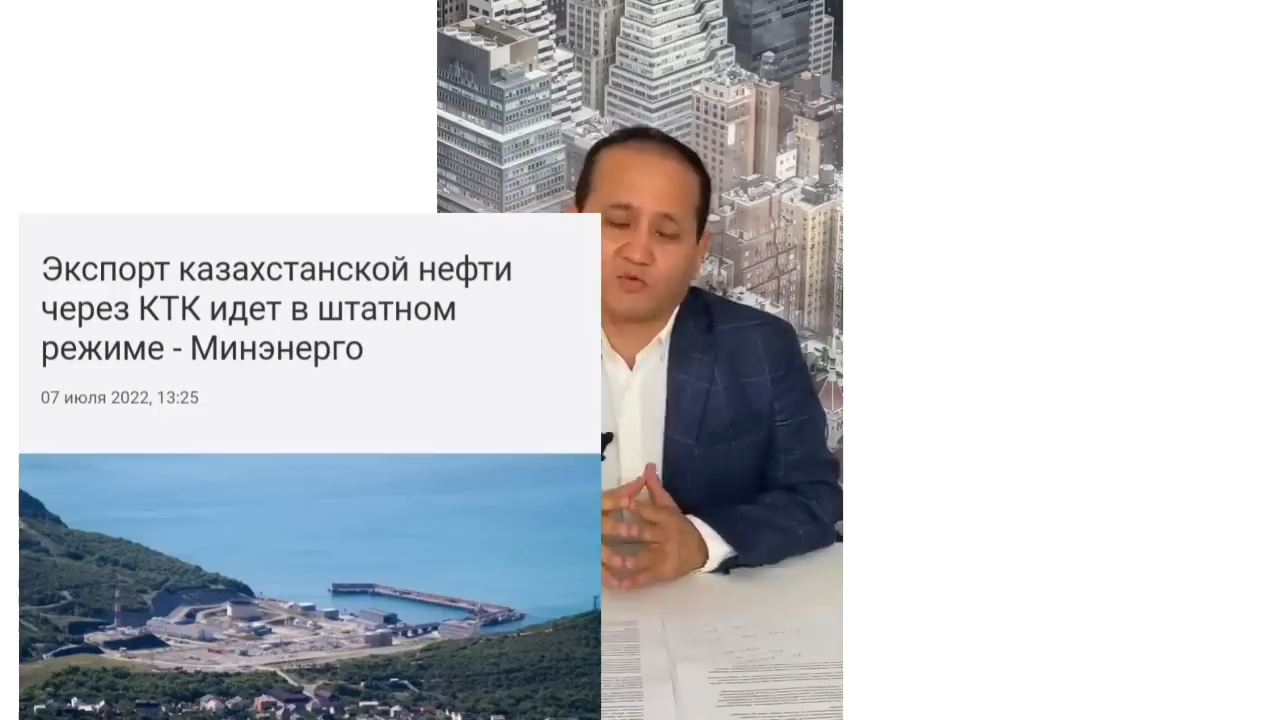 Экспорт казахстанской нефти
через КТК идет в штатном
режиме - Минэнерго
07 июля 2022, 13:25